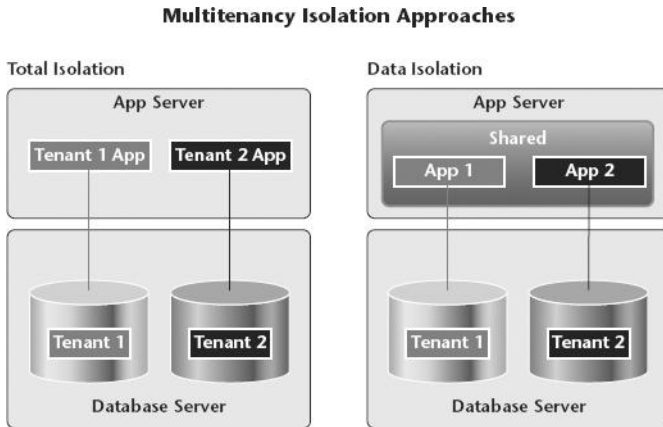 Multitenancy Isolation Approaches
Total Isolation
App Server
Tenant 1 App
Tenant 2 App
Tenant 1
Tenant 2
Database Server
Data Isolation
App Server
Shared
App 1
App 2
Tenant 1
Tenant 2
Database Server